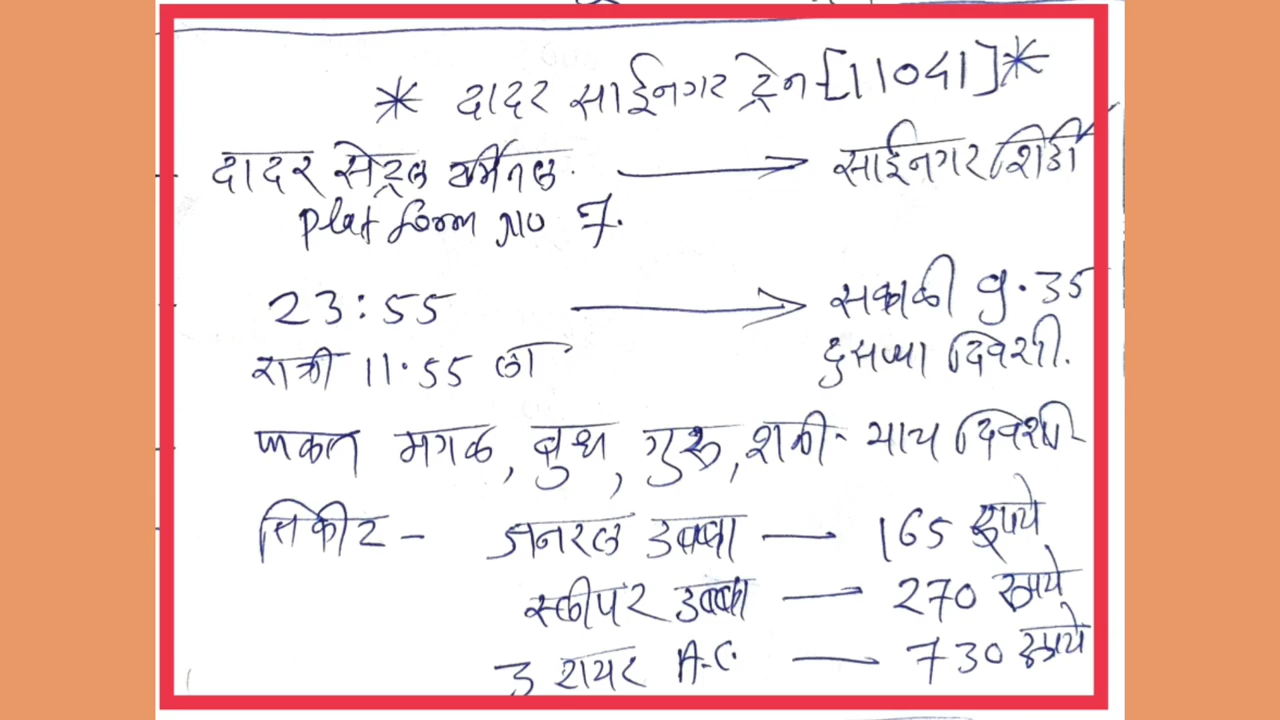 * दादर साईनगर ट्रेन-[11041]*
दादर सेंट्रल टर्मिनल → साईनगर शिर्डी
Platform No 7.
23:55 → सकाळी 9.35
रात्री 11.55 ला दुसऱ्या दिवशी.
फक्त मंगळ, बुध, गुरु, शनी- याच दिवशी
तिकीट - जनरल डब्बा — 165 रुपये
स्लीपर डब्बा — 270 रुपये
3 टायर A.C. — 730 रुपये